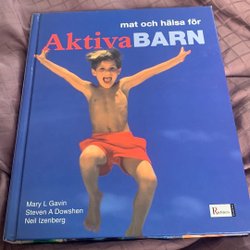 mat och hälsa för
AktivaBARN
Mary L Gavin
Steven A Dowshen
Neil Izenberg